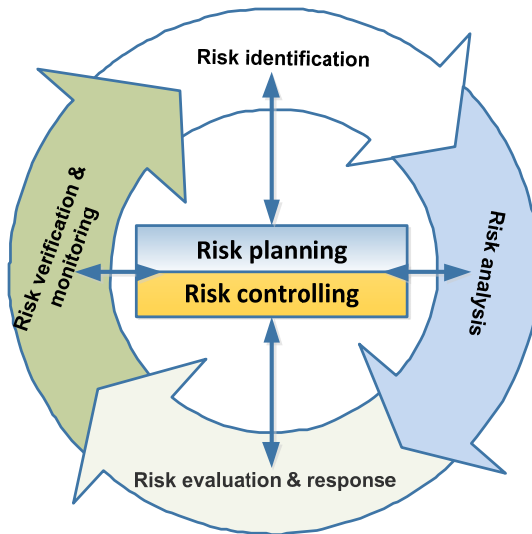 Risk identification
Risk verification &
monitoring
Risk planning
Risk controlling
Risk analysis
Risk evaluation & response